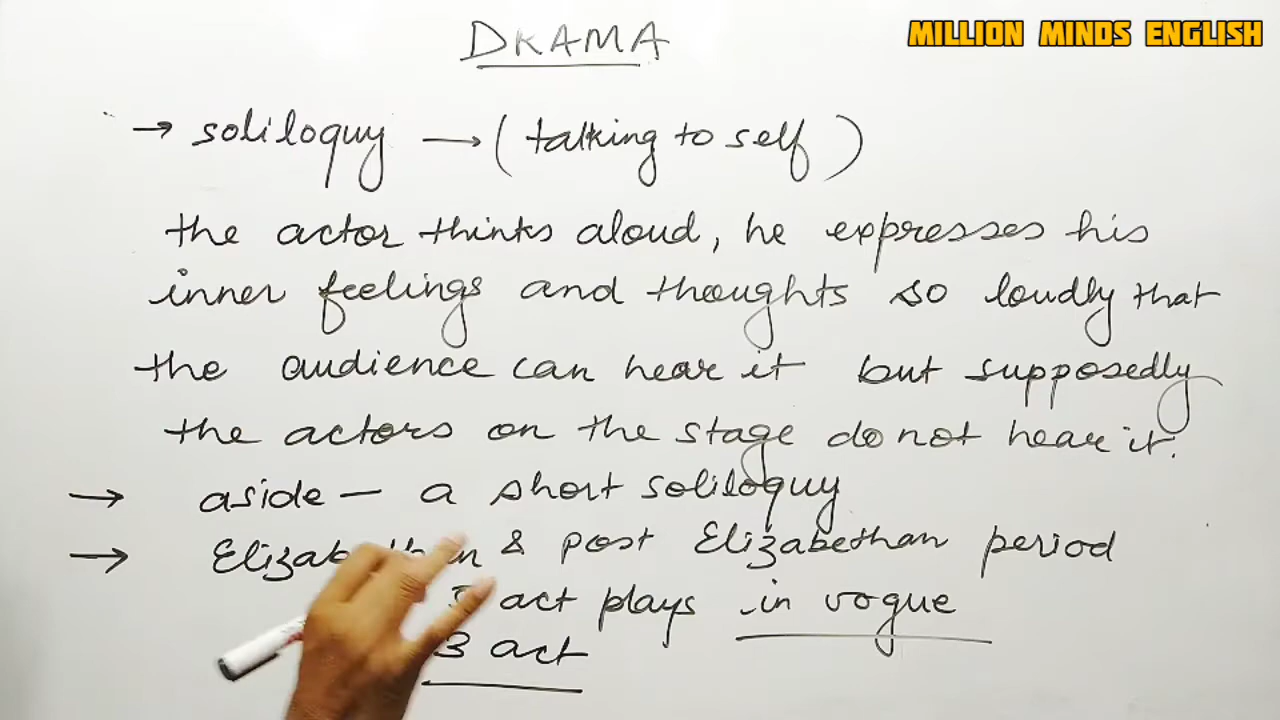 DRAMA
MILLION MINDS ENGLISH
→ soliloquy → (talking to self)
the actor thinks aloud, he expresses his
inner feelings and thoughts so loudly that
the audience can hear it but supposedly
the actors on the stage do not hear it.
→ aside — a short soliloquy
→ & post Elizabethan period
act plays in vogue
3 act